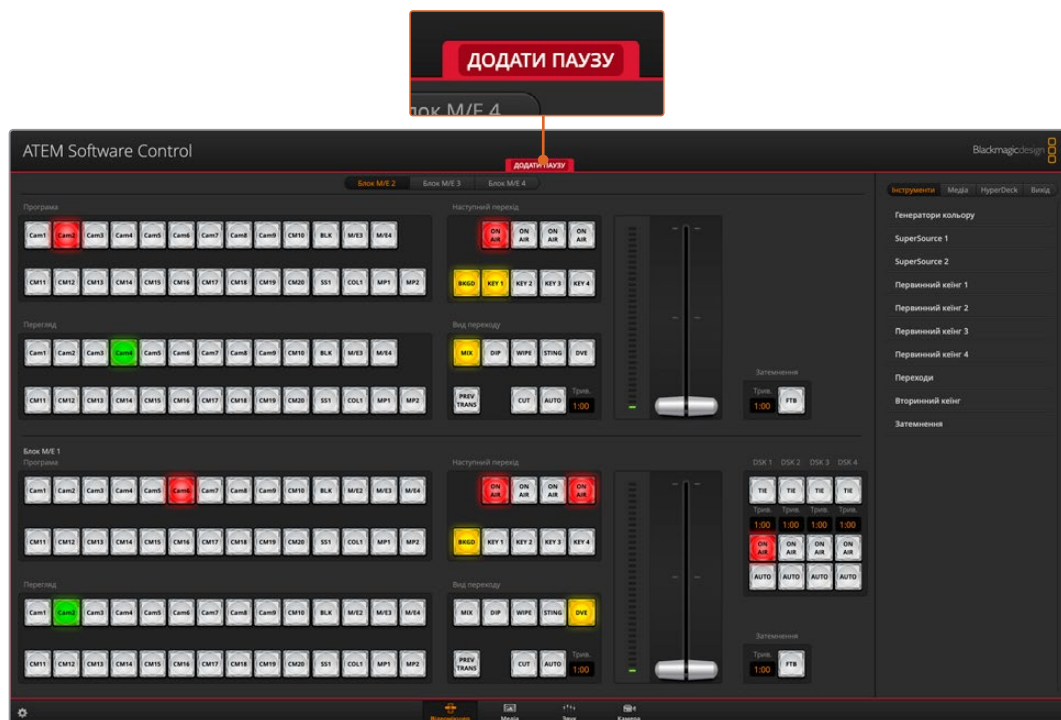 ДОДАТИ ПАУЗУ
Блок M/E 4
ATEM Software Control
ДОДАТИ ПАУЗУ
Blackmagicdesign
Блок M/E 2 Блок M/E 3 Блок M/E 4
Інструменти Медіа HyperDeck Вихід
Програма
Cam1 Cam2 Cam3 Cam4 Cam5 Cam6 Cam7 Cam8 Cam9 CM10 BLK M/E3 M/E4
CM11 CM12 CM13 CM14 CM15 CM16 CM17 CM18 CM19 CM20 SS1 COL1 MP1 MP2
Наступний перехід
ON AIR ON AIR ON AIR ON AIR
BKGD KEY 1 KEY 2 KEY 3 KEY 4
Перегляд
Cam1 Cam2 Cam3 Cam4 Cam5 Cam6 Cam7 Cam8 Cam9 CM10 BLK M/E3 M/E4
CM11 CM12 CM13 CM14 CM15 CM16 CM17 CM18 CM19 CM20 SS1 COL1 MP1 MP2
Вид переходу
MIX DIP WIPE STING DVE
PREV TRANS CUT AUTO Трив. 1:00
Затемнення
Трив. 1:00 FTB
Генератори кольору
SuperSource 1
SuperSource 2
Первинний кеїнг 1
Первинний кеїнг 2
Первинний кеїнг 3
Первинний кеїнг 4
Переходи
Вторинний кеїнг
Затемнення
Блок M/E 1
Програма
Cam1 Cam2 Cam3 Cam4 Cam5 Cam6 Cam7 Cam8 Cam9 CM10 BLK M/E2 M/E3 M/E4
CM11 CM12 CM13 CM14 CM15 CM16 CM17 CM18 CM19 CM20 SS1 COL1 MP1 MP2
Наступний перехід
ON AIR ON AIR ON AIR ON AIR
BKGD KEY 1 KEY 2 KEY 3 KEY 4
DSK 1 DSK 2 DSK 3 DSK 4
TIE TIE TIE TIE
Трив. Трив. Трив. Трив.
1:00 1:00 1:00 1:00
ON AIR ON AIR ON AIR ON AIR
AUTO AUTO AUTO AUTO
Перегляд
Cam1 Cam2 Cam3 Cam4 Cam5 Cam6 Cam7 Cam8 Cam9 CM10 BLK M/E2 M/E3 M/E4
CM11 CM12 CM13 CM14 CM15 CM16 CM17 CM18 CM19 CM20 SS1 COL1 MP1 MP2
Вид переходу
MIX DIP WIPE STING DVE
PREV TRANS CUT AUTO Трив. 1:00
Затемнення
Трив. 1:00 FTB
Медіа Звук Камера